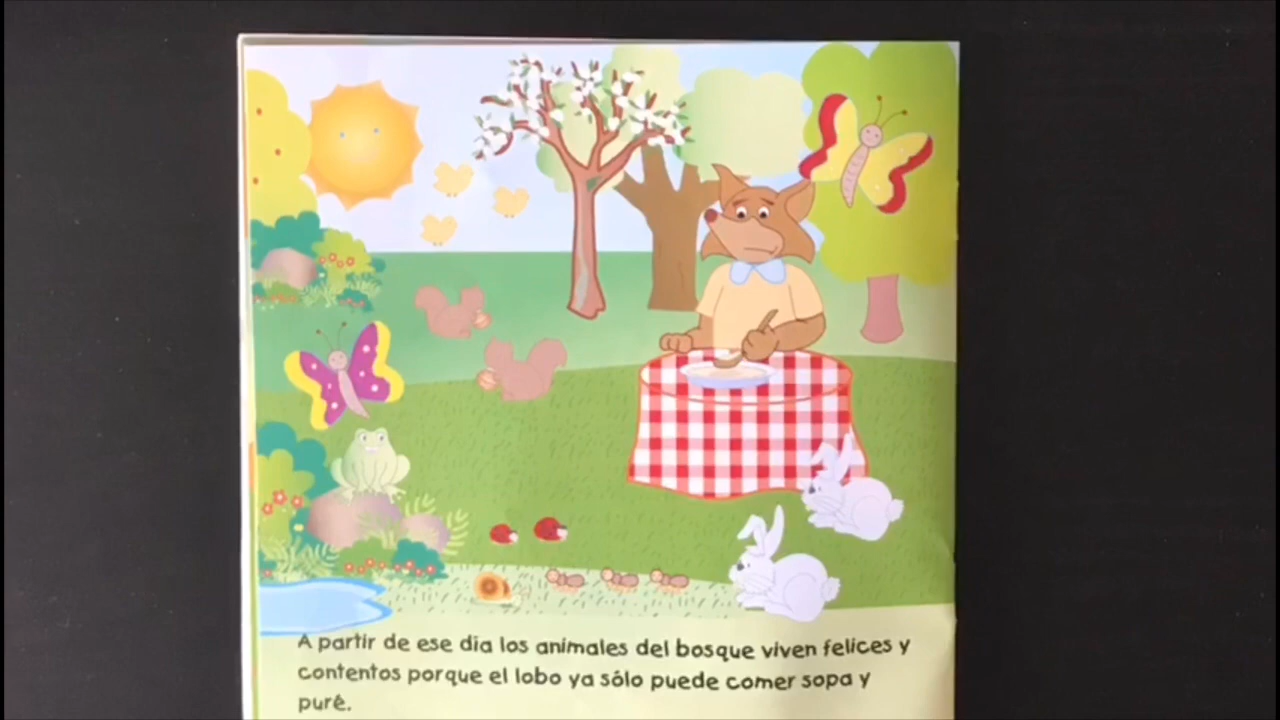 A partir de ese día los animales del bosque viven felices y
contentos porque el lobo ya sólo puede comer sopa y
puré.